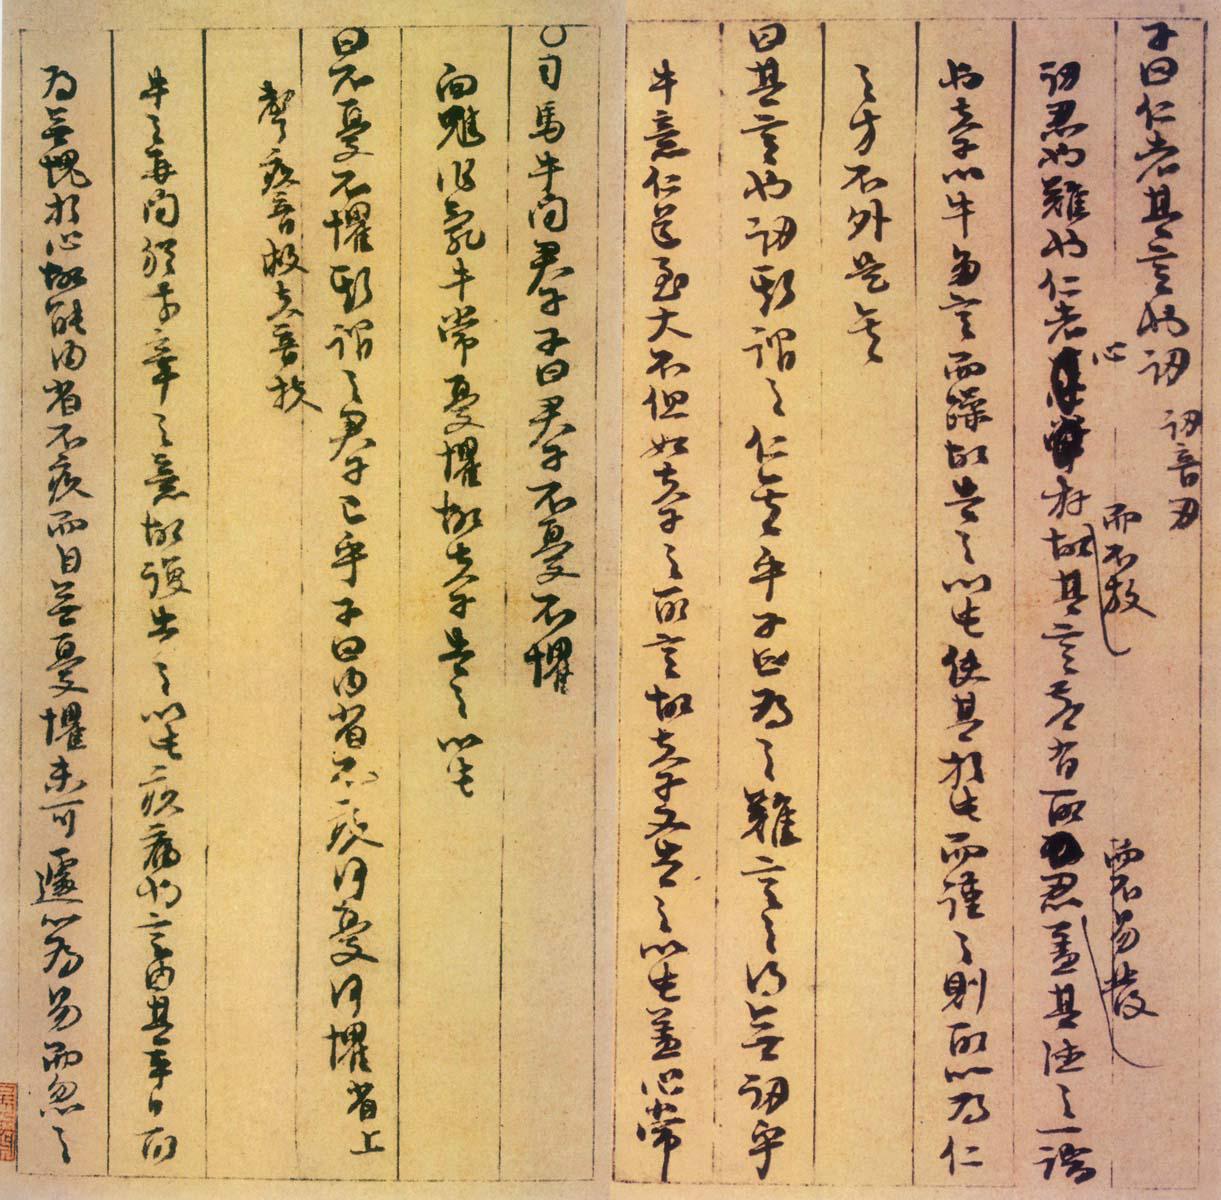 子曰仁者其言也訒
訒音刃
訒忍也難也仁者心存
而不放
故其言若有所忍
而不易發
蓋其德之一端
也夫子以牛多言而躁故告之以此使其於此而謹之則所以為仁
之方不外是矣
曰其言也訒斯謂之仁矣乎子曰為之難言之得無訒乎
牛意仁道至大不但如夫子之所言故夫子又告之以此蓋心常
○司馬牛問君子子曰君子不憂不懼
向魋作亂牛常憂懼故夫子告之以此
曰不憂不懼斯謂之君子已乎子曰內省不疚何憂何懼
省上
聲疚音救夫音扶
牛之再問猶前章之意故復告之以此疚病也言由其平日所
為無愧於心故能內省不疚而自無憂懼未可遽以為易而忽之